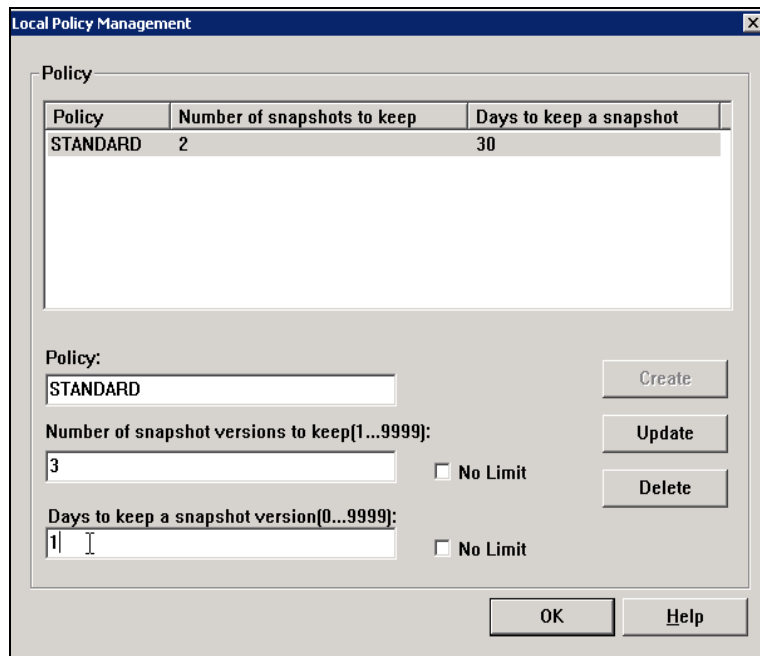 Local Policy Management
Policy
Policy Number of snapshots to keep Days to keep a snapshot
STANDARD 2 30
Policy:
STANDARD
Create
Number of snapshot versions to keep(1...9999):
Update
3
No Limit
Delete
Days to keep a snapshot version(0...9999):
1
No Limit
OK Help